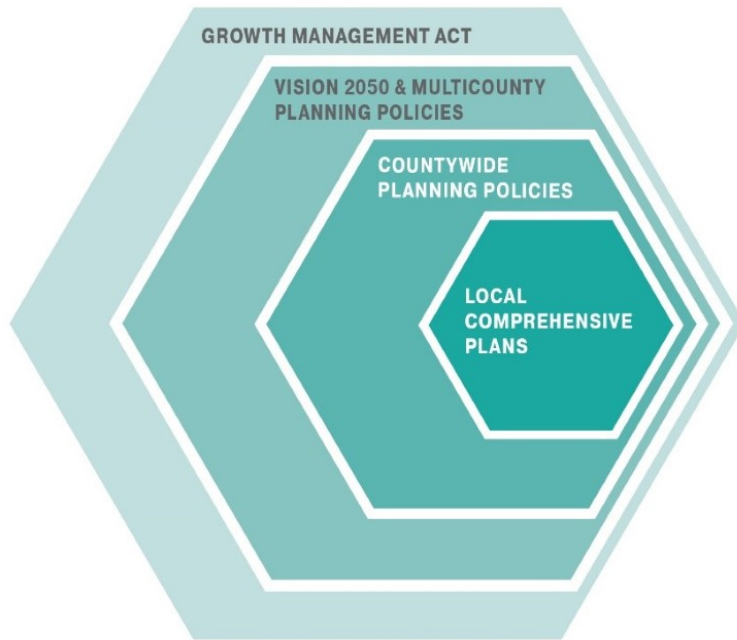 GROWTH MANAGEMENT ACT
VISION 2050 & MULTICOUNTY
PLANNING POLICIES
COUNTYWIDE
PLANNING POLICIES
LOCAL
COMPREHENSIVE
PLANS